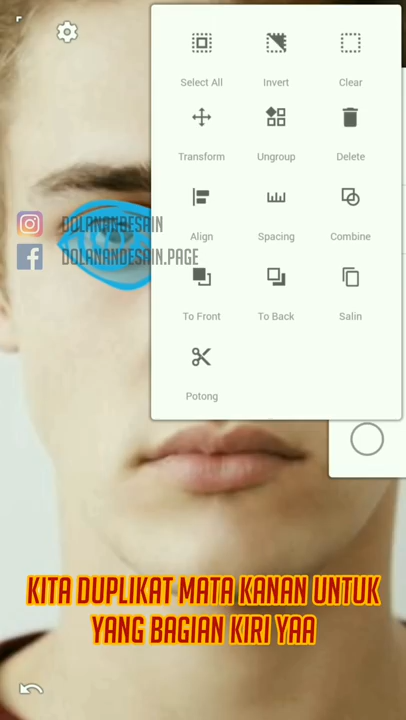 Select All
Invert
Clear
Transform
Ungroup
Delete
DOLANANDESAIN
Align
Spacing
Combine
DOLANANDESAIN.PAGE
To Front
To Back
Salin
Potong
KITA DUPLIKAT MATA KANAN UNTUK
YANG BAGIAN KIRI YAA